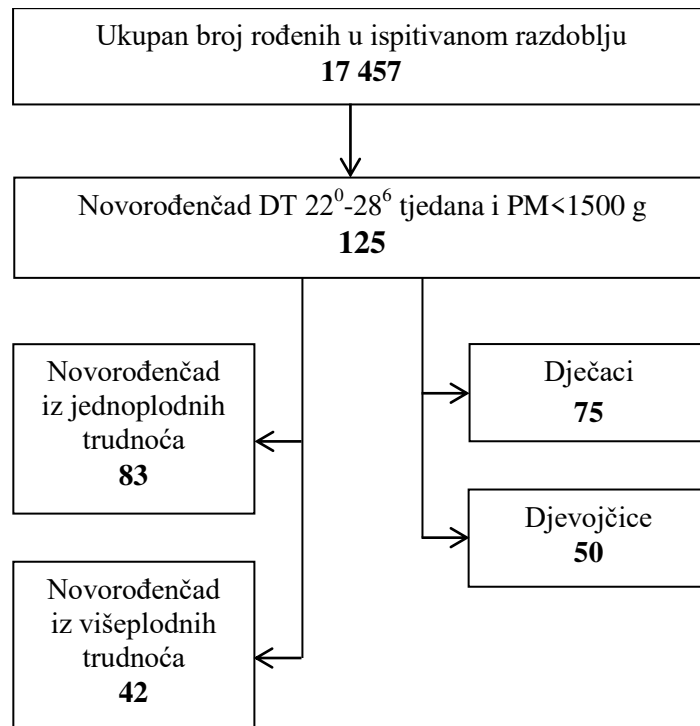 Ukupan broj rođenih u ispitivanom razdoblju
17 457
Novorođenčad DT 22⁰-28⁶ tjedana i PM<1500 g
125
Novorođenčad
iz jednoplodnih
trudnoća
83
Novorođenčad
iz višeplodnih
trudnoća
42
Dječaci
75
Djevojčice
50